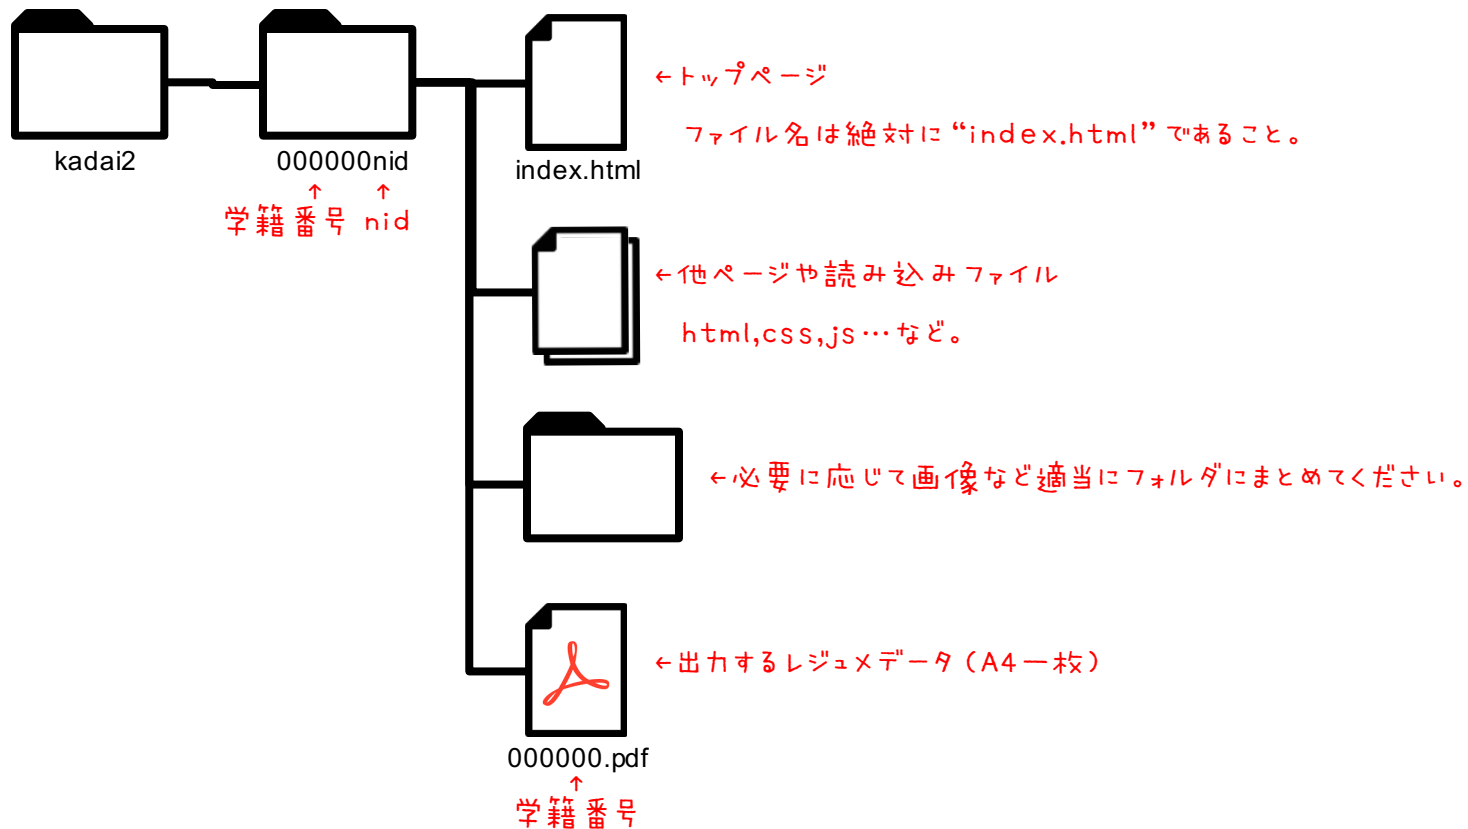 kadai2
000000nid
↑ ↑
学籍番号 nid
index.html
←トップページ
ファイル名は絶対に“index.html”であること。
←他ページや読み込みファイル
html,css,js…など。
←必要に応じて画像など適当にフォルダにまとめてください。
←出力するレジュメデータ(A4一枚)
000000.pdf
↑
学籍番号